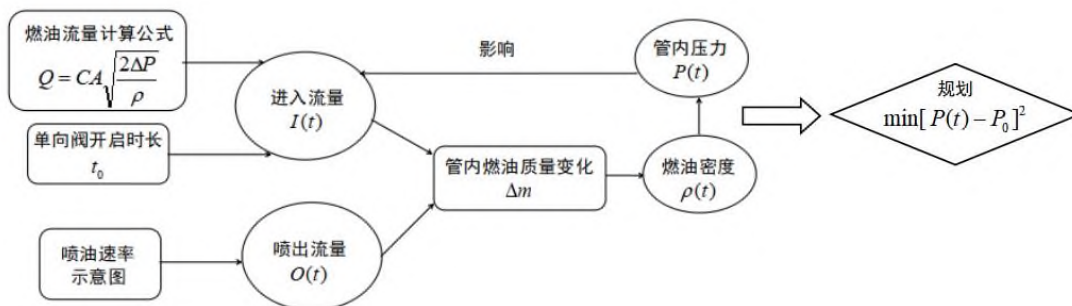 燃油流量计算公式
Q = CA√(2ΔP/ρ)
单向阀开启时长
t₀
喷油速率
示意图
进入流量
I(t)
喷出流量
O(t)
影响
管内燃油质量变化
Δm
管内压力
P(t)
燃油密度
ρ(t)
规划
min[P(t)−P₀]²